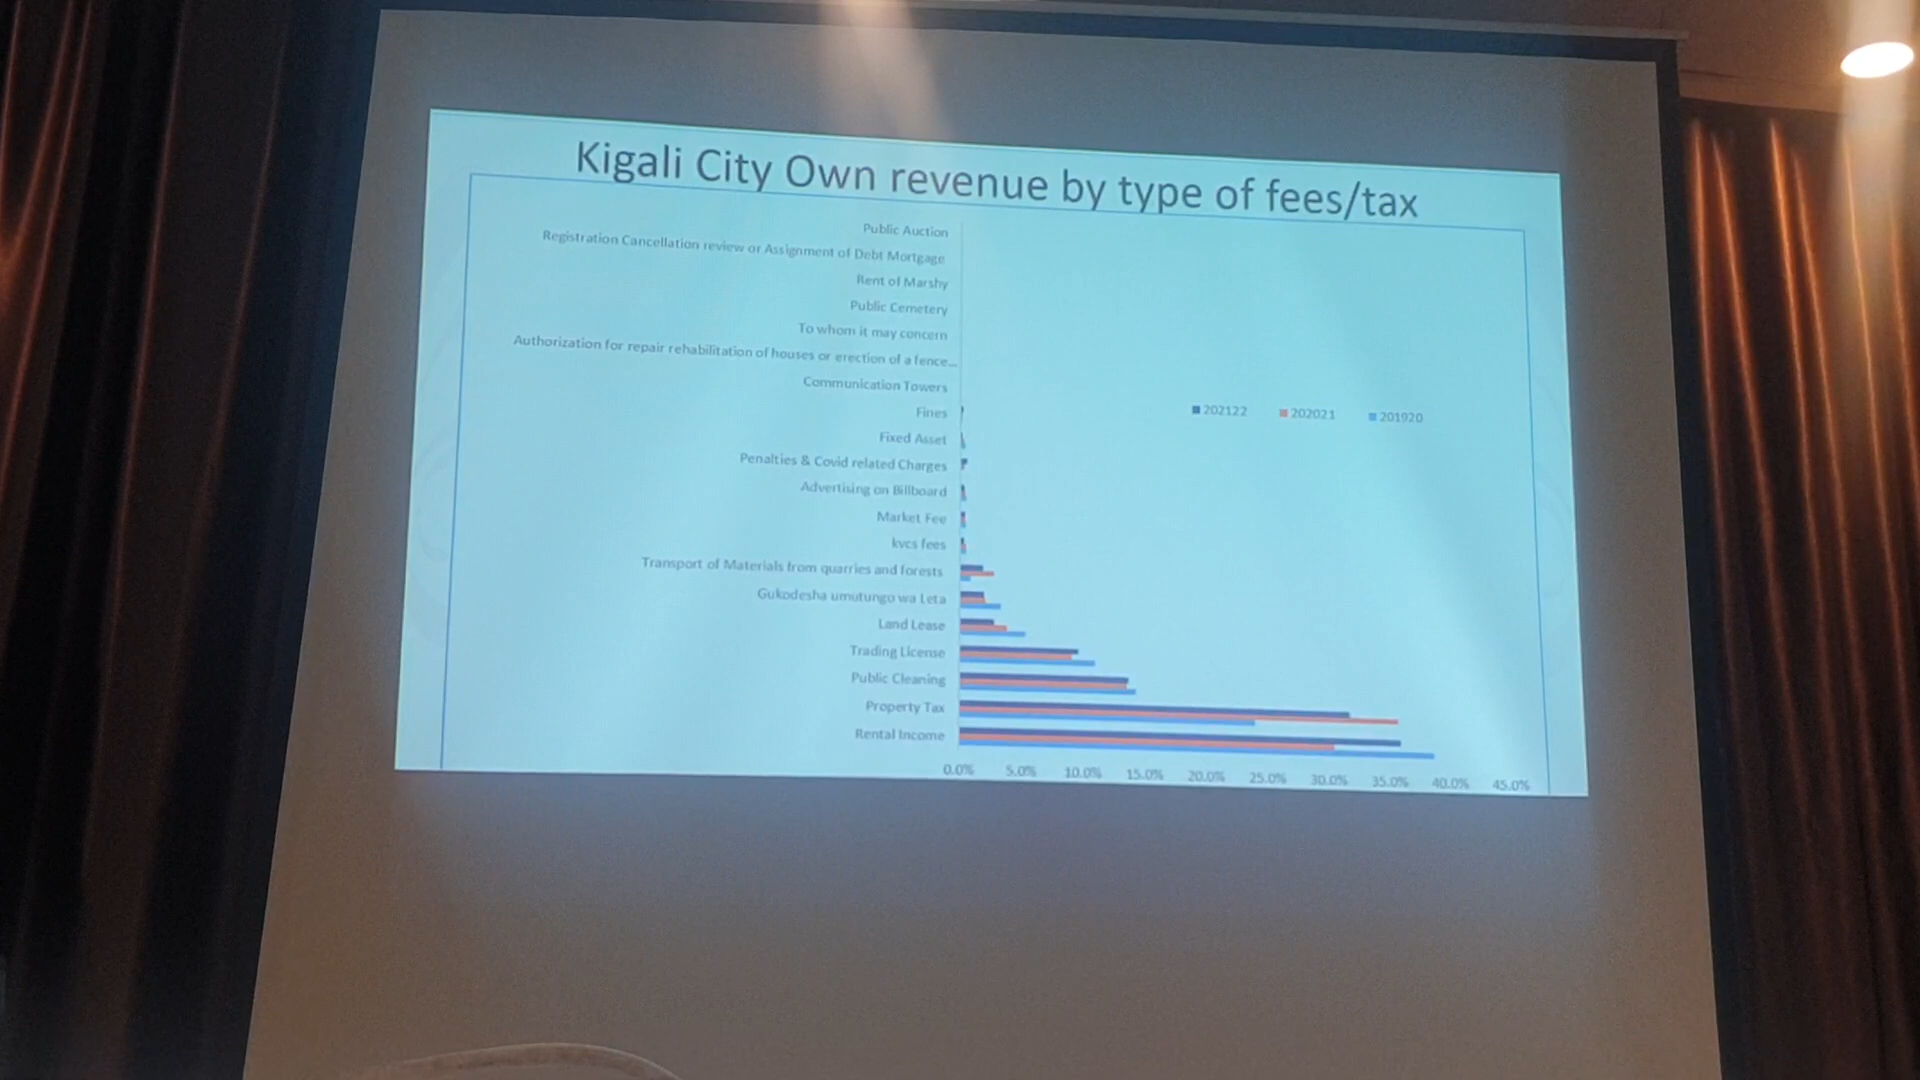 Kigali City Own revenue by type of fees/tax
Public Auction
Registration Cancellation review or Assignment of Debt Mortgage
Rent of Marshy
Public Cemetery
To whom it may concern
Authorization for repair rehabilitation of houses or erection of a fence...
Communication Towers
Fines
202122 202021 201920
Fixed Asset
Penalties & Covid related Charges
Advertising on Billboard
Market Fee
kvcs fees
Transport of Materials from quarries and forests
Gukodesha umutungo wa Leta
Land Lease
Trading License
Public Cleaning
Property Tax
Rental Income
0.0% 5.0% 10.0% 15.0% 20.0% 25.0% 30.0% 35.0% 40.0% 45.0%